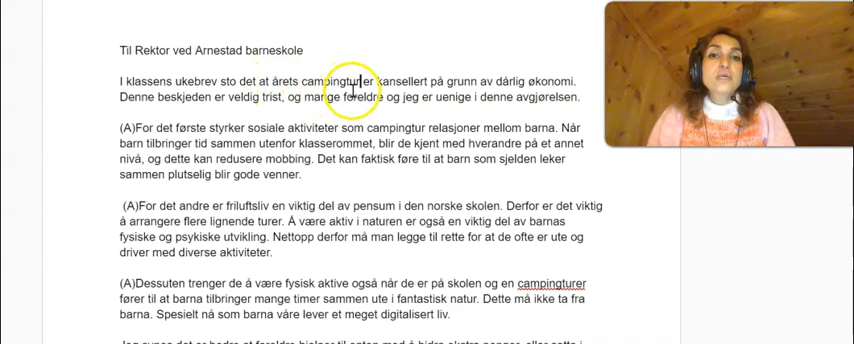 Til Rektor ved Arnestad barneskole
I klassens ukebrev sto det at årets campingtur er kansellert på grunn av dårlig økonomi.
Denne beskjeden er veldig trist, og mange foreldre og jeg er uenige i denne avgjørelsen.
(A)For det første styrker sosiale aktiviteter som campingtur relasjoner mellom barna. Når
barn tilbringer tid sammen utenfor klasserommet, blir de kjent med hverandre på et annet
nivå, og dette kan redusere mobbing. Det kan faktisk føre til at barn som sjelden leker
sammen plutselig blir gode venner.
(A)For det andre er friluftsliv en viktig del av pensum i den norske skolen. Derfor er det viktig
å arrangere flere lignende turer. Å være aktiv i naturen er også en viktig del av barnas
fysiske og psykiske utvikling. Nettopp derfor må man legge til rette for at de ofte er ute og
driver med diverse aktiviteter.
(A)Dessuten trenger de å være fysisk aktive også når de er på skolen og en campingturer
fører til at barna tilbringer mange timer sammen ute i fantastisk natur. Dette må ikke ta fra
barna. Spesielt nå som barna våre lever et meget digitalisert liv.